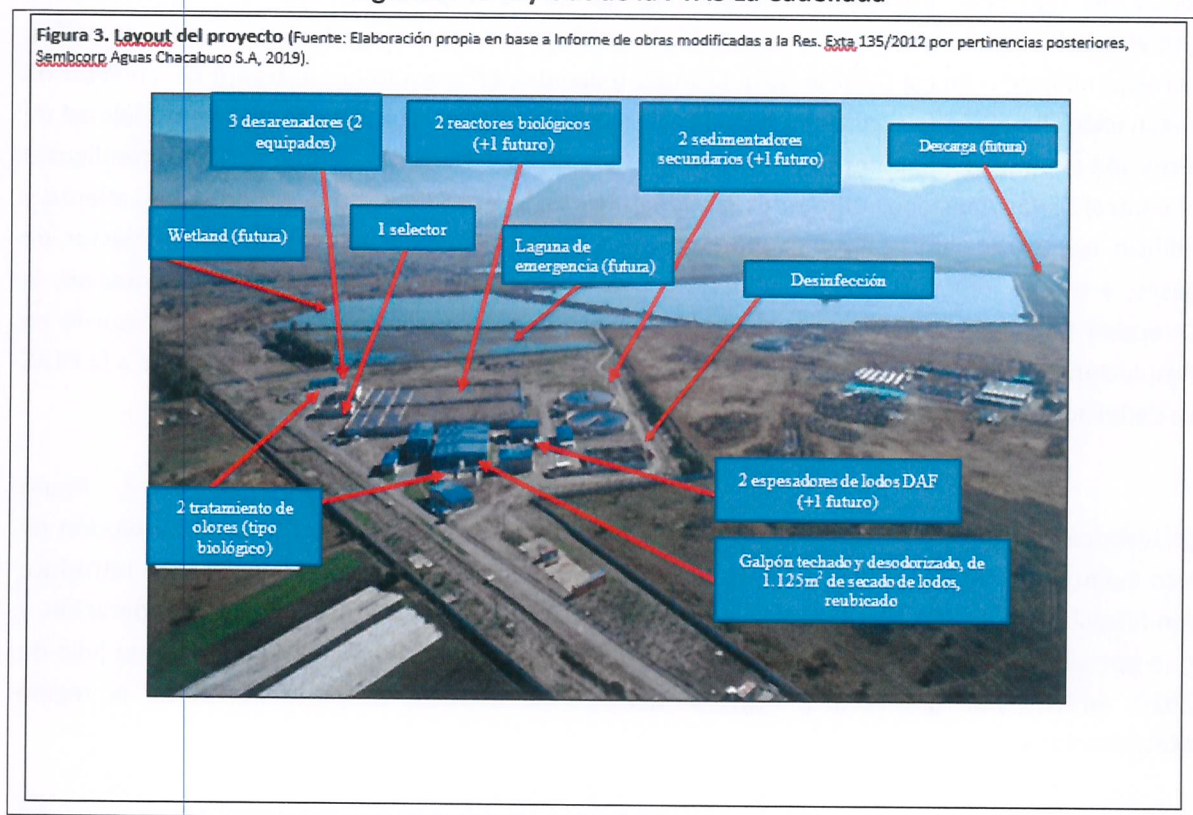 Figura 3. Layout del proyecto (Fuente: Elaboración propia en base a Informe de obras modificadas a la Res. Exta 135/2012 por pertinencias posteriores,
Sembcorp Aguas Chacabuco S.A, 2019).
3 desarenadores (2
equipados)
2 reactores biológicos
(+1 futuro)
2 sedimentadores
secundarios (+1 futuro)
Descarga (futura)
Wetland (futura)
1 selector
Laguna de
emergencia (futura)
Desinfección
2 tratamiento de
olores (tipo
biológico)
2 espesadores de lodos DAF
(+1 futuro)
Galpón techado y desodorizado, de
1.125m² de secado de lodos,
reubicado